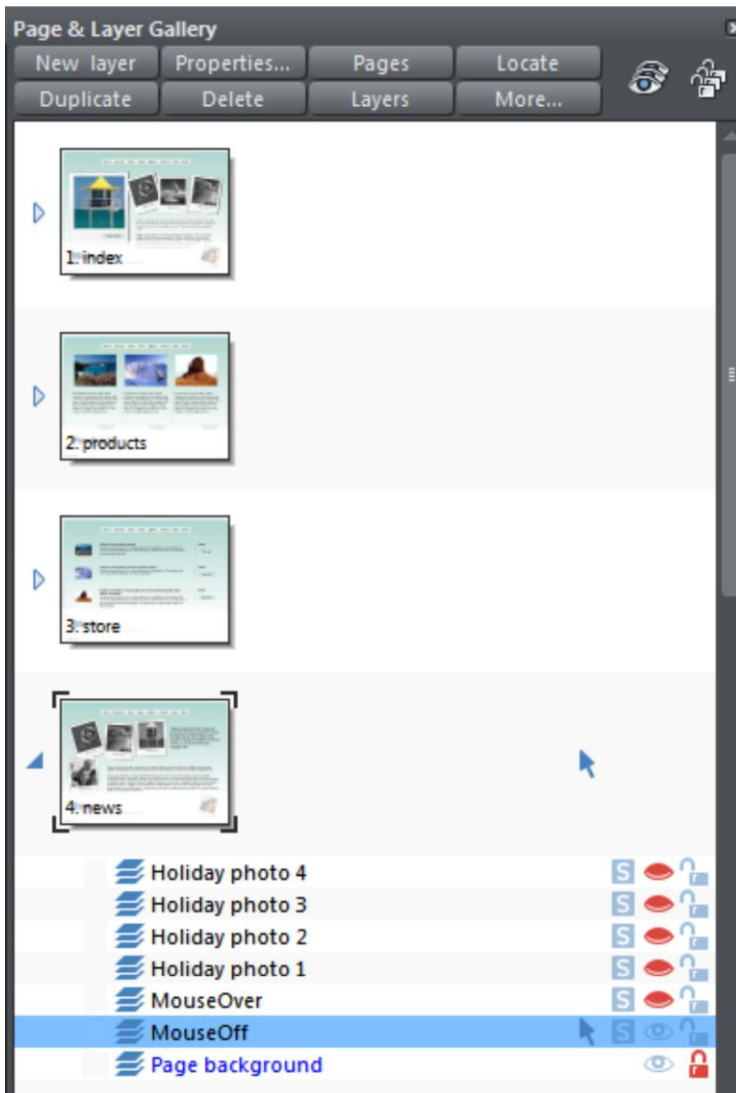 Page & Layer Gallery
New layer Properties... Pages Locate
Duplicate Delete Layers More...
1. index
2. products
3. store
4. news
Holiday photo 4 S
Holiday photo 3 S
Holiday photo 2 S
Holiday photo 1 S
MouseOver S
MouseOff S
Page background